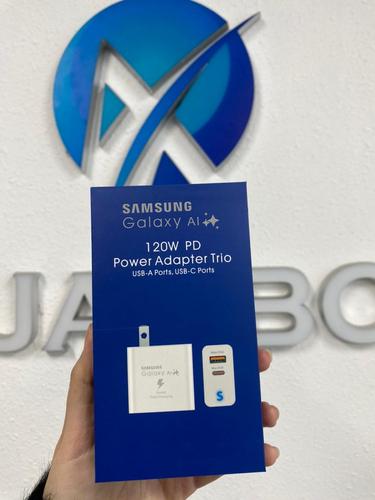 SAMSUNG
Galaxy AI
120W PD
Power Adapter Trio
USB-A Ports, USB-C Ports
SAMSUNG
Galaxy AI
S